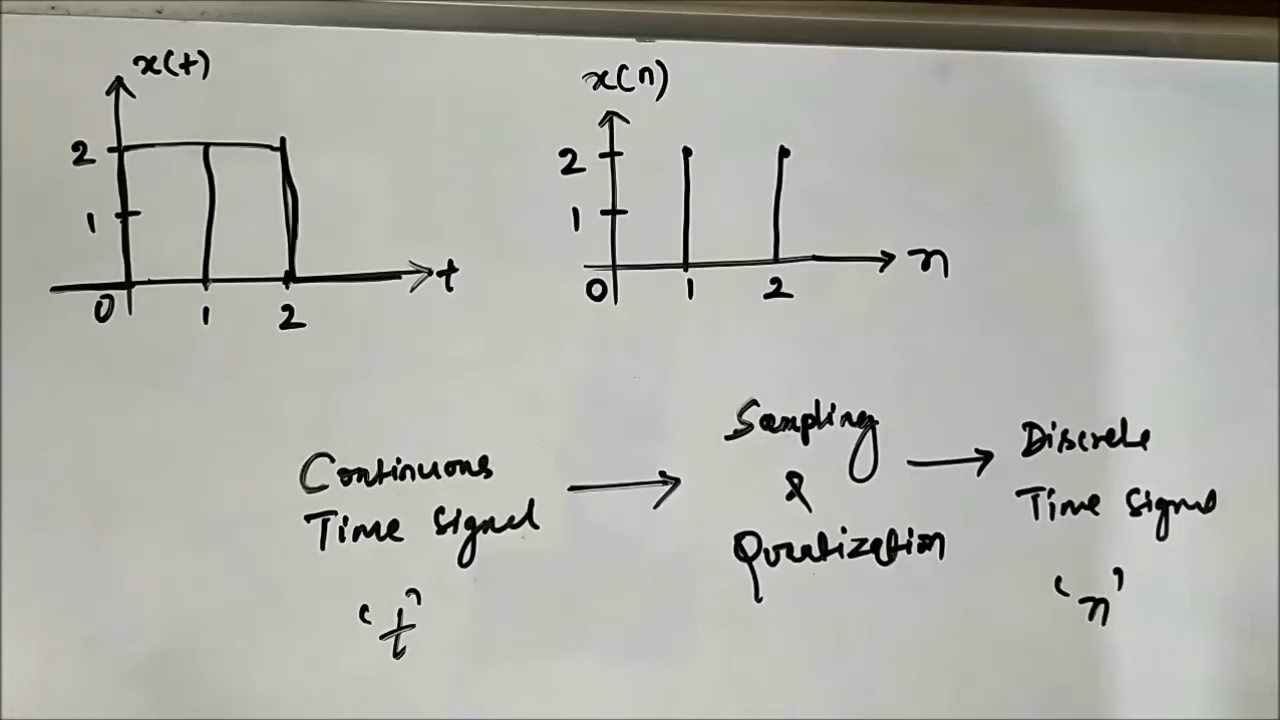 x(t)
2
1
0
1
2
t
x(n)
2
1
0
1
2
n
Continuous
Time Signal
't'
Sampling
&
Quantization
Discrete
Time Signal
'n'